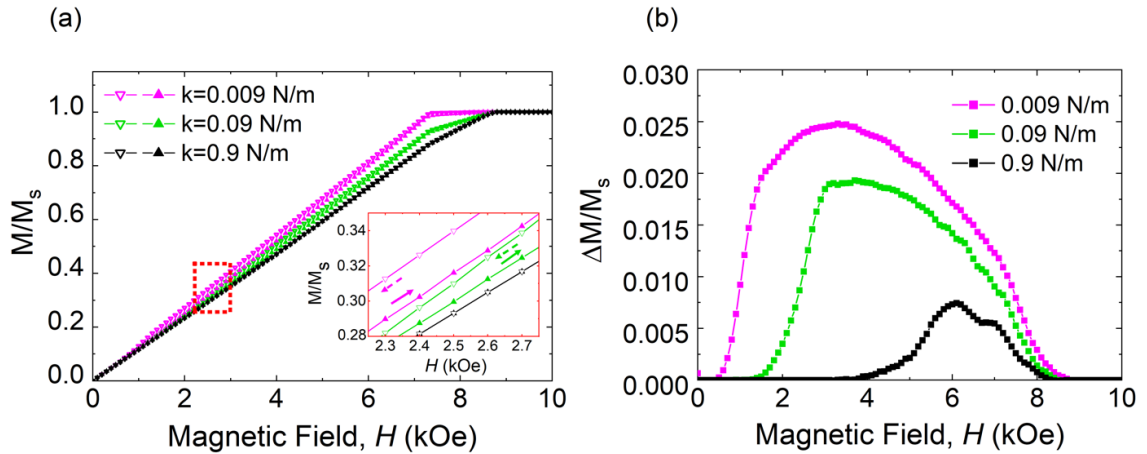 (a)
M/Ms
1.0
0.8
0.6
0.4
0.2
0.0
k=0.009 N/m
k=0.09 N/m
k=0.9 N/m
M/Ms
0.34
0.32
0.30
0.28
2.3 2.4 2.5 2.6 2.7
H (kOe)
0 2 4 6 8 10
Magnetic Field, H (kOe)
(b)
ΔM/Ms
0.030
0.025
0.020
0.015
0.010
0.005
0.000
0.009 N/m
0.09 N/m
0.9 N/m
0 2 4 6 8 10
Magnetic Field, H (kOe)